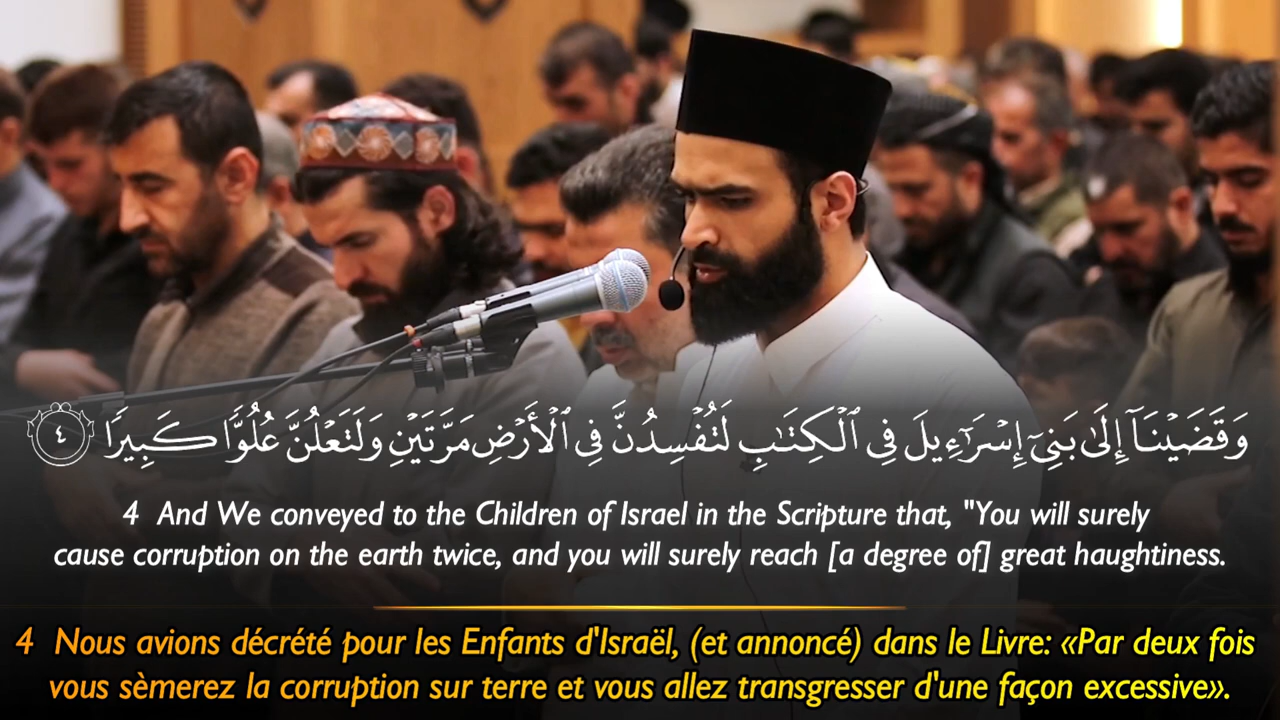 وَقَضَيْنَآ إِلَىٰ بَنِىٓ إِسْرَٰٓءِيلَ فِى ٱلْكِتَٰبِ لَتُفْسِدُنَّ فِى ٱلْأَرْضِ مَرَّتَيْنِ وَلَتَعْلُنَّ عُلُوًّا كَبِيرًا ٤
4 And We conveyed to the Children of Israel in the Scripture that, "You will surely
cause corruption on the earth twice, and you will surely reach [a degree of] great haughtiness.
4 Nous avions décrété pour les Enfants d'Israël, (et annoncé) dans le Livre: «Par deux fois
vous sèmerez la corruption sur terre et vous allez transgresser d'une façon excessive».